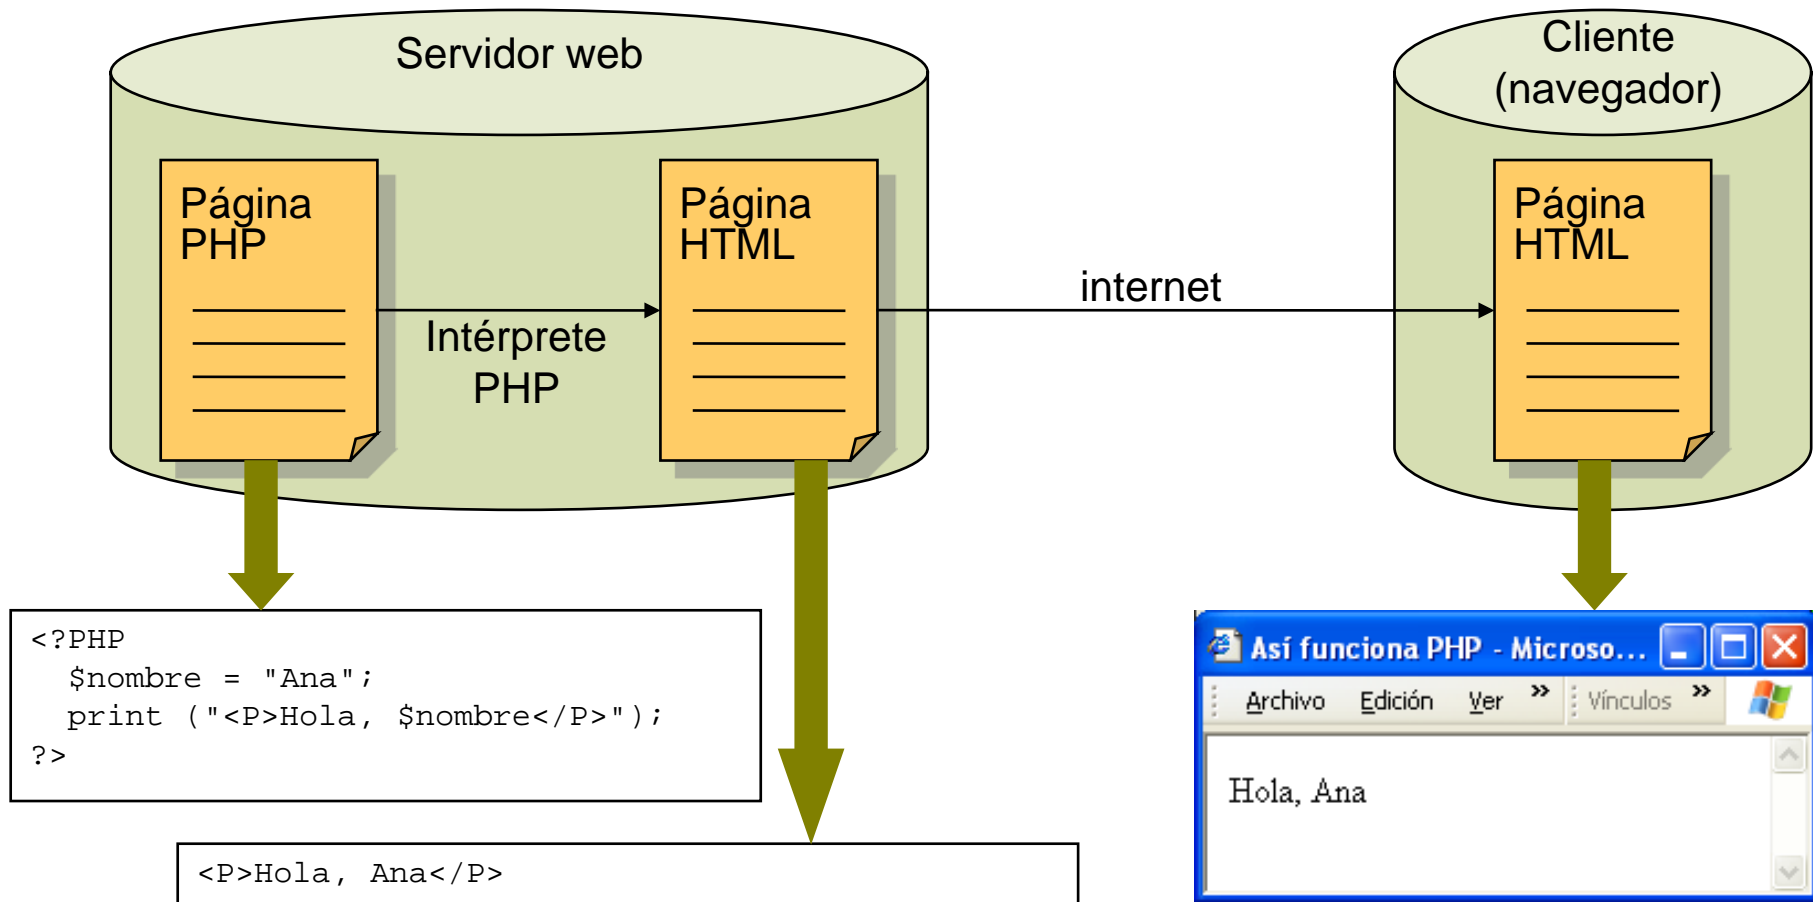 Servidor web
Cliente
(navegador)
Página
PHP
Página
HTML
Página
HTML
internet
Intérprete
PHP
<?PHP
  $nombre = "Ana";
  print ("<P>Hola, $nombre</P>");
?>
Así funciona PHP - Microso...
Archivo Edición Ver » Vínculos »
Hola, Ana
<P>Hola, Ana</P>